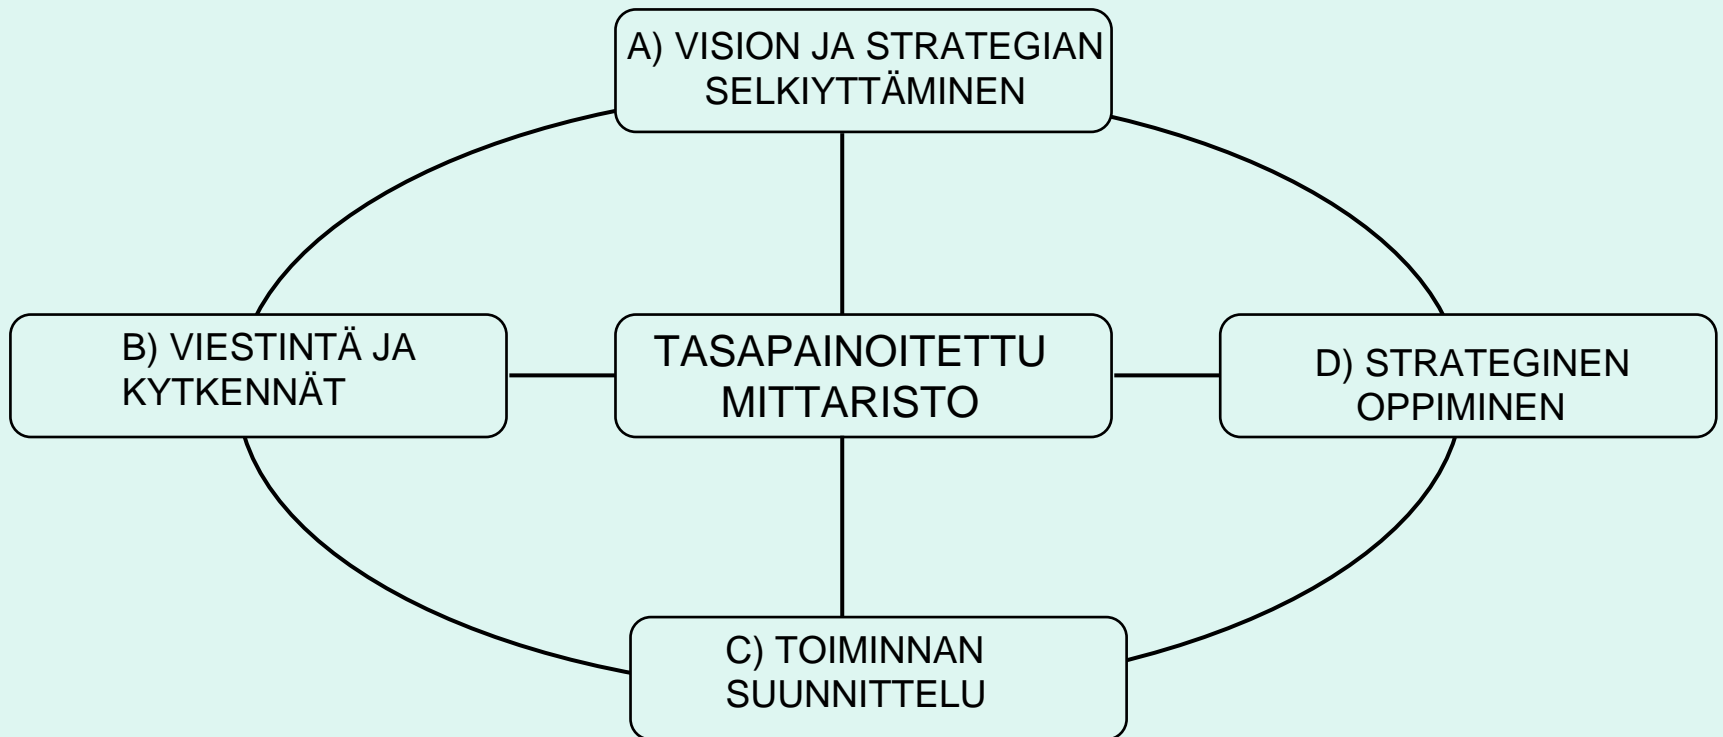 A) VISION JA STRATEGIAN
SELKIYTTÄMINEN
B) VIESTINTÄ JA
KYTKENNÄT
TASAPAINOITETTU
MITTARISTO
D) STRATEGINEN
OPPIMINEN
C) TOIMINNAN
SUUNNITTELU